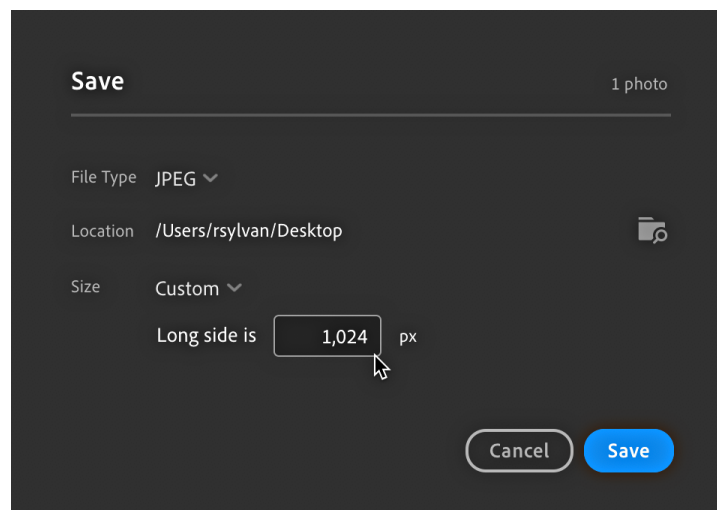 Save 1 photo
File Type JPEG
Location /Users/rsylvan/Desktop
Size Custom
Long side is 1,024 px
Cancel Save